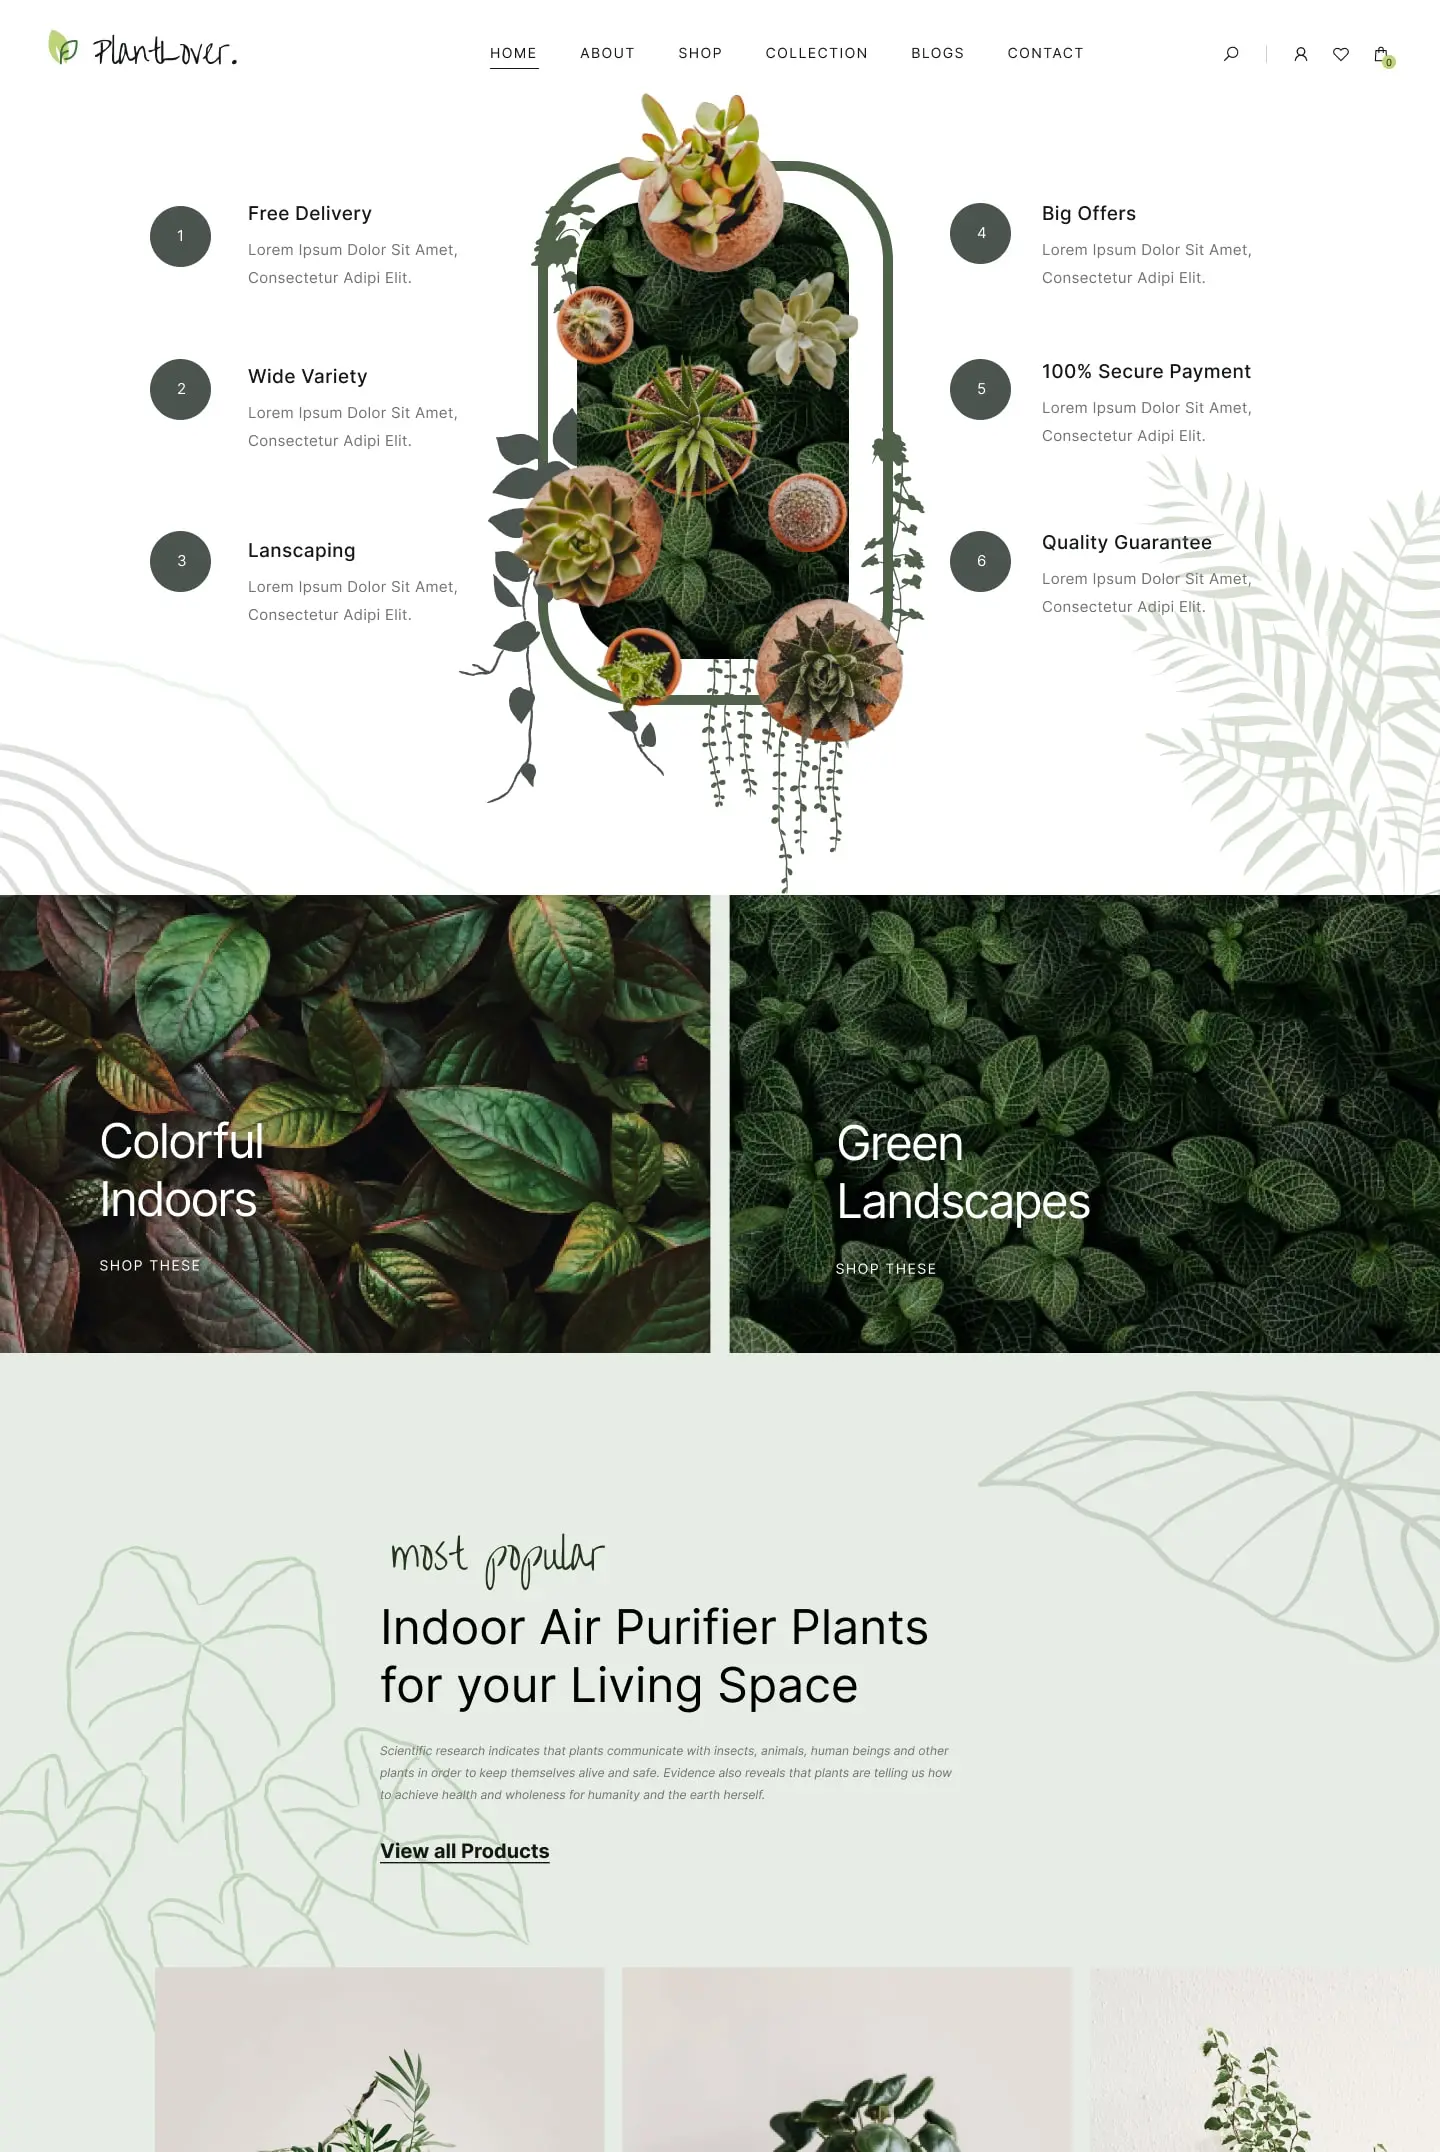 PlantLover.
HOME ABOUT SHOP COLLECTION BLOGS CONTACT
0
1
Free Delivery
Lorem Ipsum Dolor Sit Amet,
Consectetur Adipi Elit.
2
Wide Variety
Lorem Ipsum Dolor Sit Amet,
Consectetur Adipi Elit.
3
Lanscaping
Lorem Ipsum Dolor Sit Amet,
Consectetur Adipi Elit.
4
Big Offers
Lorem Ipsum Dolor Sit Amet,
Consectetur Adipi Elit.
5
100% Secure Payment
Lorem Ipsum Dolor Sit Amet,
Consectetur Adipi Elit.
6
Quality Guarantee
Lorem Ipsum Dolor Sit Amet,
Consectetur Adipi Elit.
Colorful
Indoors
SHOP THESE
Green
Landscapes
SHOP THESE
most popular
Indoor Air Purifier Plants
for your Living Space
Scientific research indicates that plants communicate with insects, animals, human beings and other
plants in order to keep themselves alive and safe. Evidence also reveals that plants are telling us how
to achieve health and wholeness for humanity and the earth herself.
View all Products